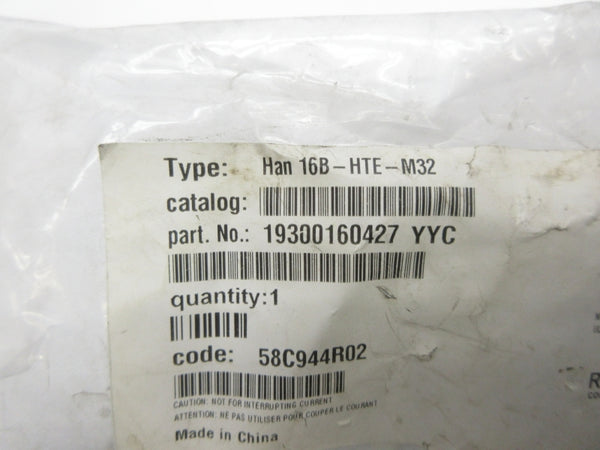 Type: Han 16B-HTE-M32
catalog:
part. No.: 19300160427 YYC
quantity:1
code: 58C944R02
CAUTION: NOT FOR INTERRUPTING CURRENT
ATTENTION: NE PAS UTILISER POUR COUPER LE COURANT
Made in China
R